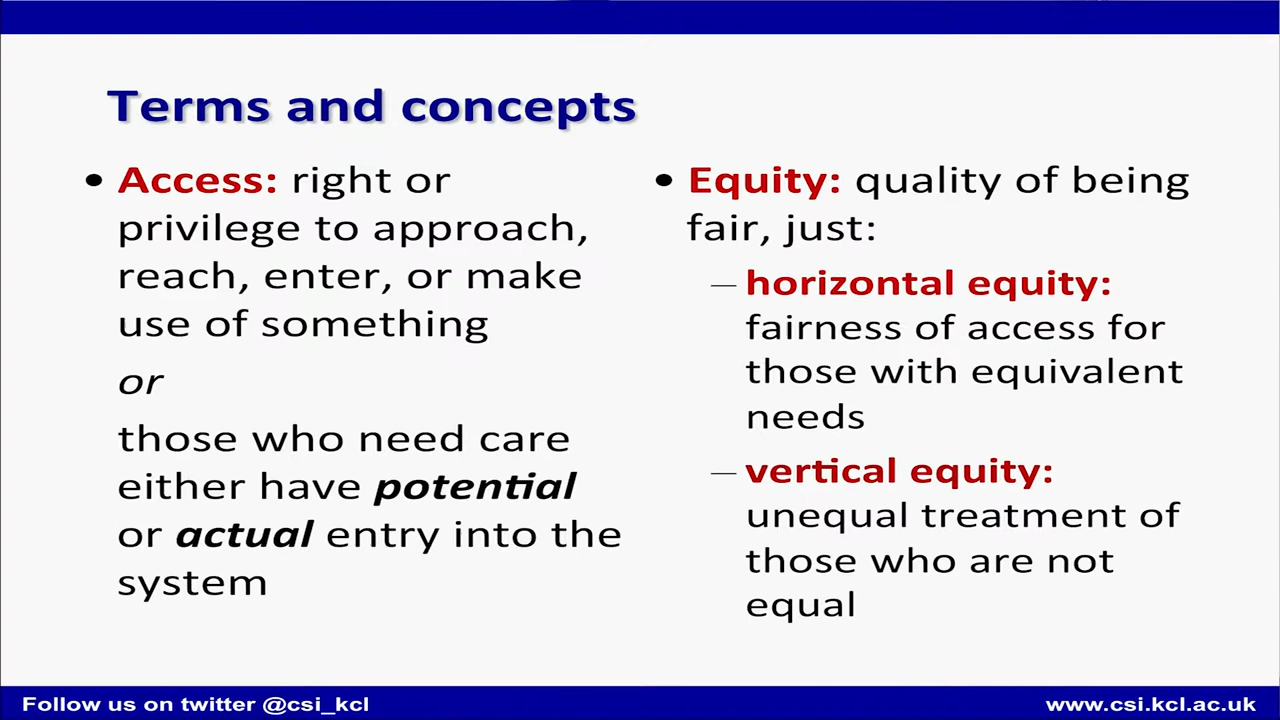 Terms and concepts
• Access: right or
privilege to approach,
reach, enter, or make
use of something
or
those who need care
either have potential
or actual entry into the
system
• Equity: quality of being
fair, just:
– horizontal equity:
fairness of access for
those with equivalent
needs
– vertical equity:
unequal treatment of
those who are not
equal
Follow us on twitter @csi_kcl
www.csi.kcl.ac.uk